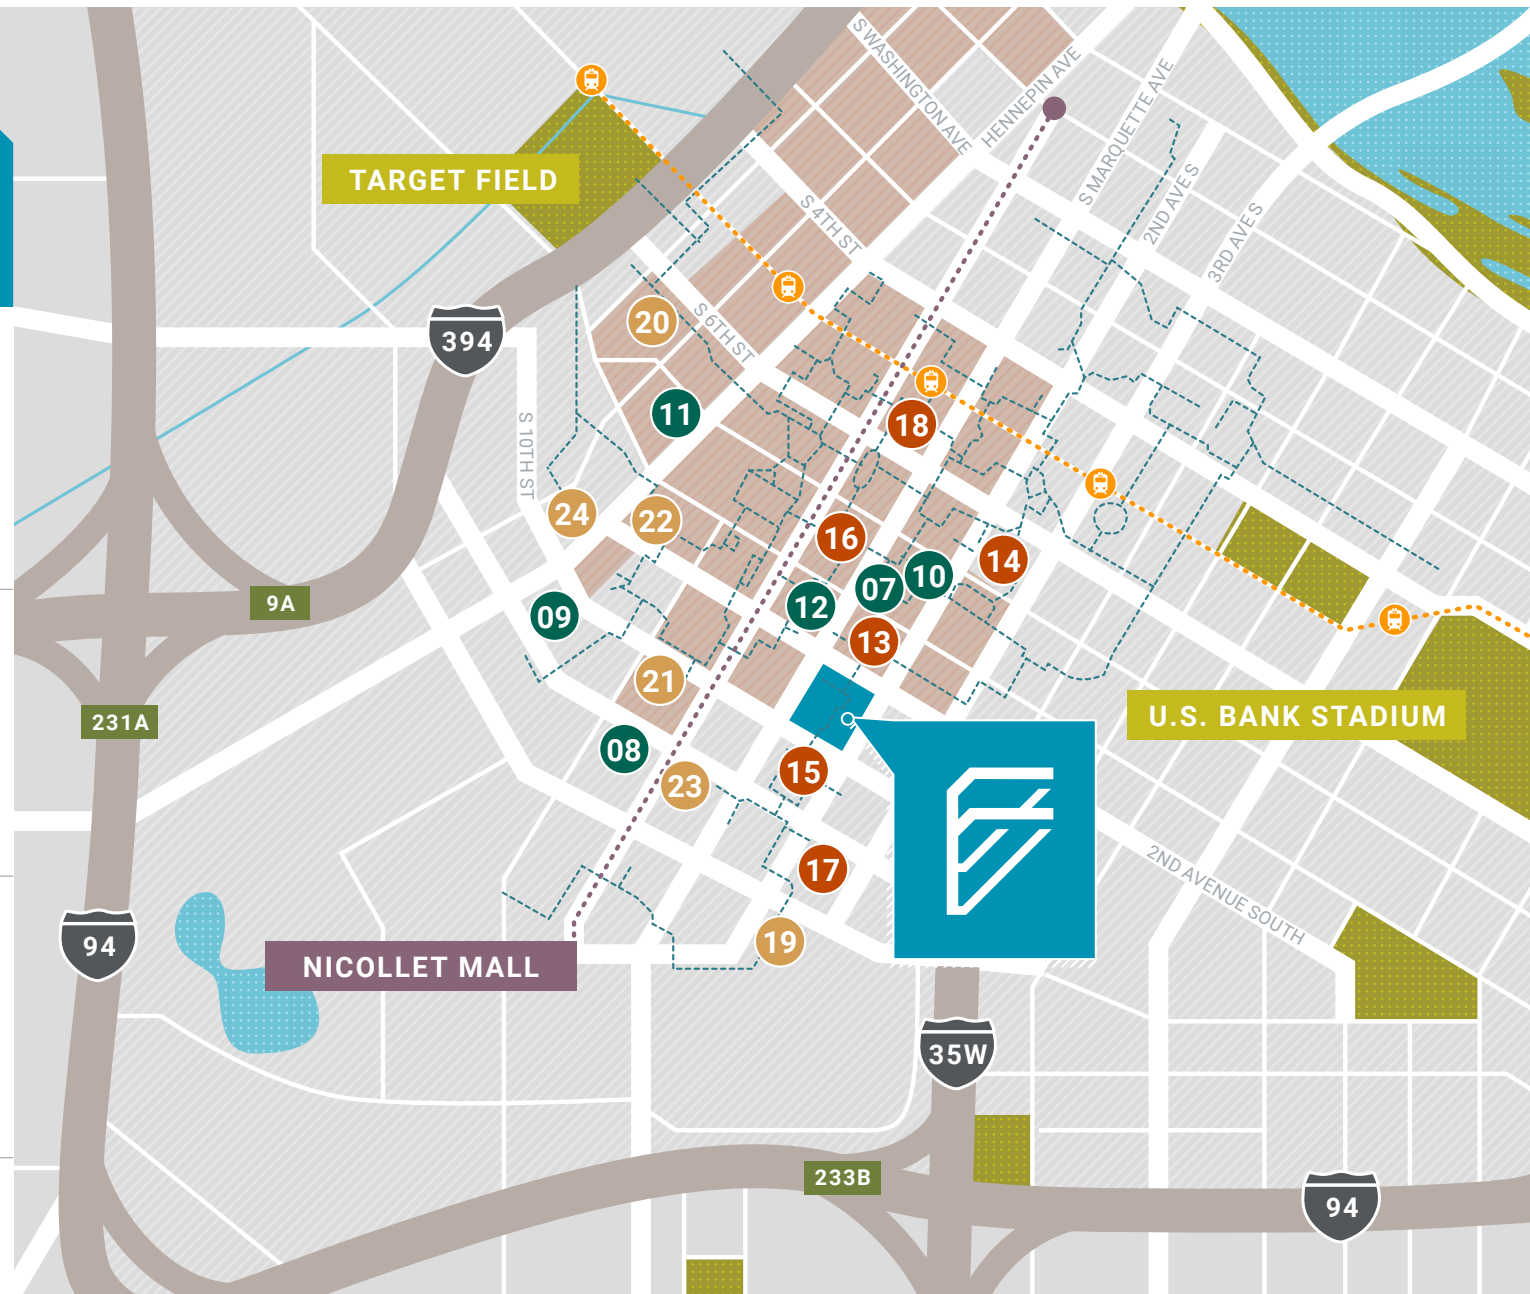 S WASHINGTON AVE
HENNEPIN AVE
S MARQUETTE AVE
TARGET FIELD
2ND AVE S
S 4TH ST
3RD AVE S
20
S 6TH ST
394
11
18
S 10TH ST
24
22
16
14
10
07
9A
12
09
13
21
231A
U.S. BANK STADIUM
08
15
23
17
2ND AVENUE SOUTH
94
19
NICOLLET MALL
35W
233B
94